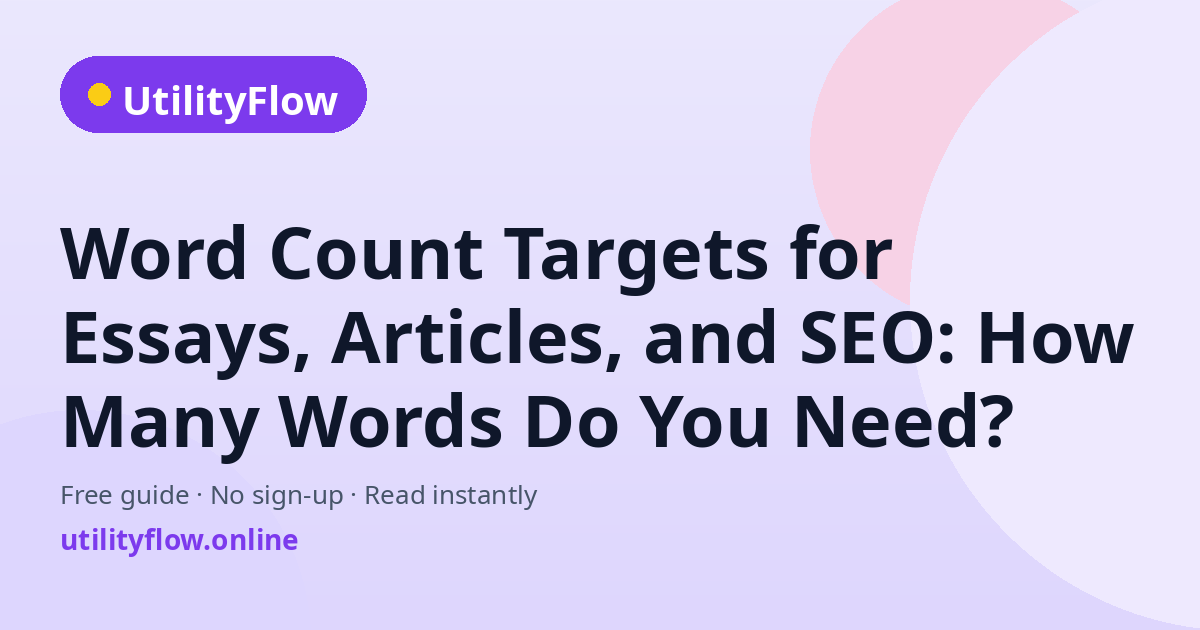 UtilityFlow
Word Count Targets for
Essays, Articles, and SEO: How
Many Words Do You Need?
Free guide · No sign-up · Read instantly
utilityflow.online